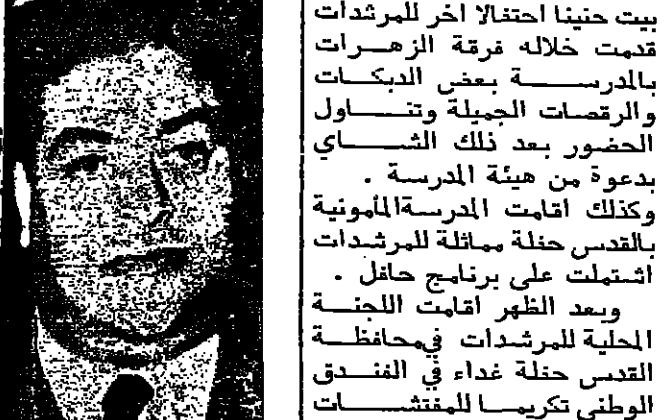 بيت حنينا احتفالا اخر للمرشدات
قدمت خلاله فرقة الزهرات
بالمدرسة بعض الدبكات
والرقصات الجميلة وتناول
الحضور بعد ذلك الشاي
بدعوة من هيئة المدرسة .
وكذلك اقامت المدرسة المأمونية
بالقدس حفلة مماثلة للمرشدات
اشتملت على برنامج حافل .
وبعد الظهر اقامت اللجنة
المحلية للمرشدات في محافظة
القدس حفلة غداء في الفندق
الوطني تكريما للمفتشات